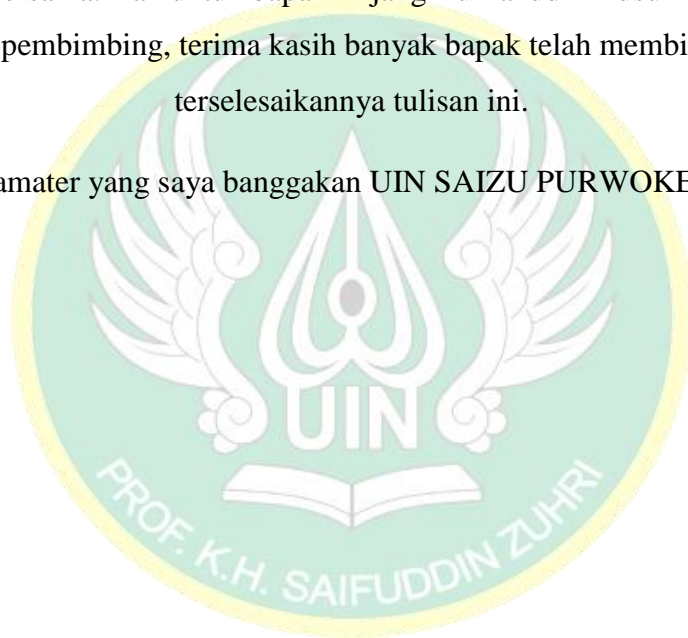 pembimbing, terima kasih banyak bapak telah membi
terselesaikannya tulisan ini.
amater yang saya banggakan UIN SAIZU PURWOKE
UIN
PROF. K.H. SAIFUDDIN ZUHRI